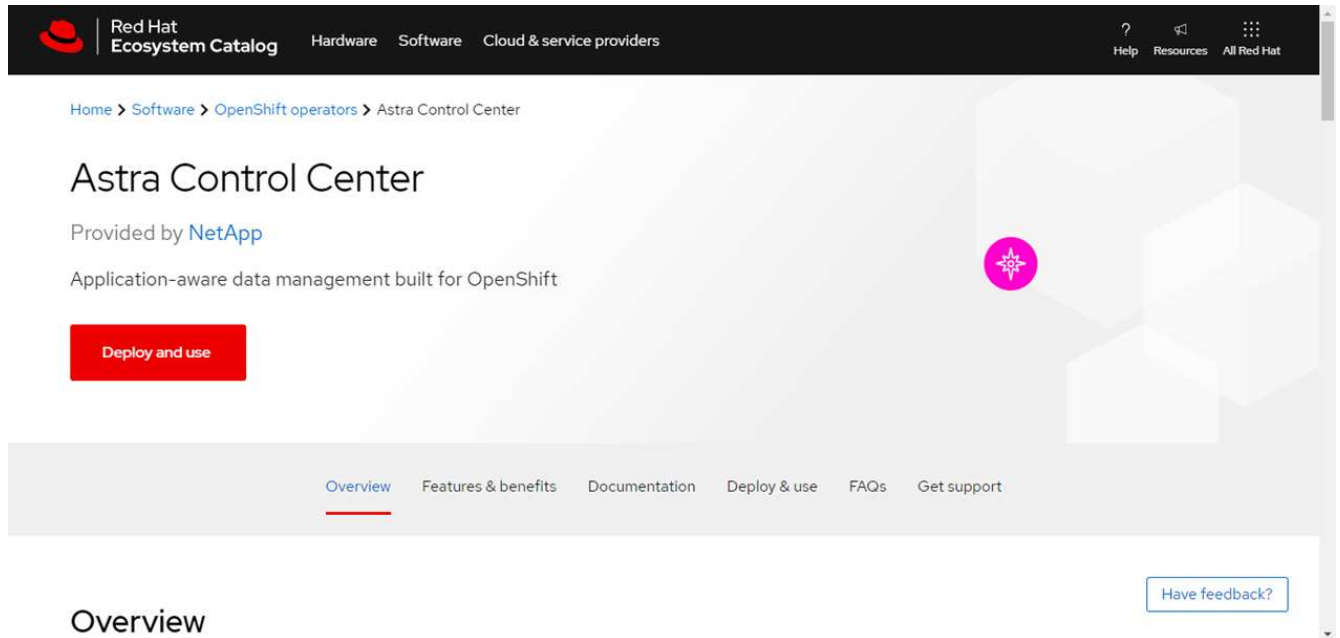 Red Hat
Ecosystem Catalog
Hardware Software Cloud & service providers
?
Help Resources All Red Hat
Home > Software > OpenShift operators > Astra Control Center
Astra Control Center
Provided by NetApp
Application-aware data management built for OpenShift
Deploy and use
Overview Features & benefits Documentation Deploy & use FAQs Get support
Have feedback?
Overview